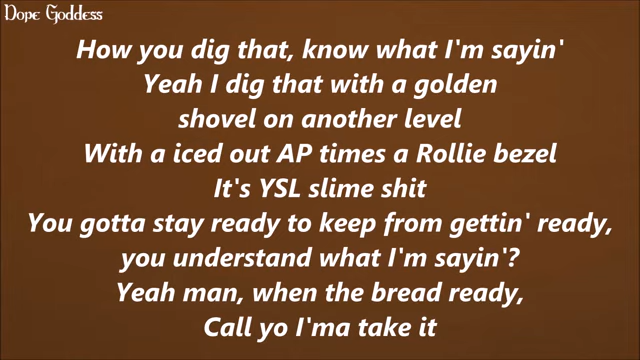 Dope Goddess
How you dig that, know what I'm sayin'
Yeah I dig that with a golden
shovel on another level
With a iced out AP times a Rollie bezel
It's YSL slime shit
You gotta stay ready to keep from gettin' ready,
you understand what I'm sayin'?
Yeah man, when the bread ready,
Call yo I'ma take it